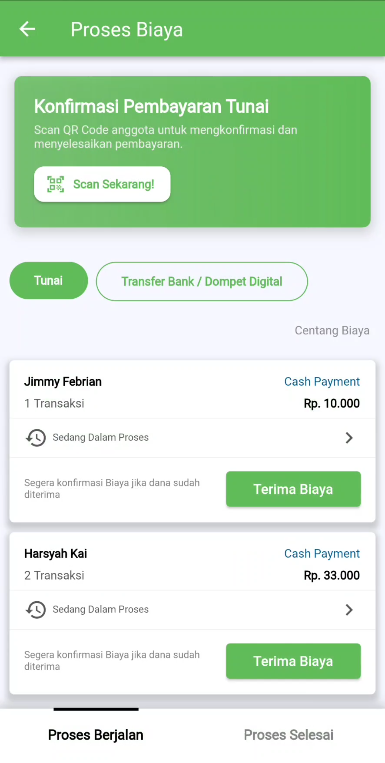 Proses Biaya
Konfirmasi Pembayaran Tunai
Scan QR Code anggota untuk mengkonfirmasi dan
menyelesaikan pembayaran.
Scan Sekarang!
Tunai
Transfer Bank / Dompet Digital
Centang Biaya
Jimmy Febrian
Cash Payment
1 Transaksi
Rp. 10.000
Sedang Dalam Proses
Segera konfirmasi Biaya jika dana sudah
diterima
Terima Biaya
Harsyah Kai
Cash Payment
2 Transaksi
Rp. 33.000
Sedang Dalam Proses
Segera konfirmasi Biaya jika dana sudah
diterima
Terima Biaya
Proses Berjalan
Proses Selesai